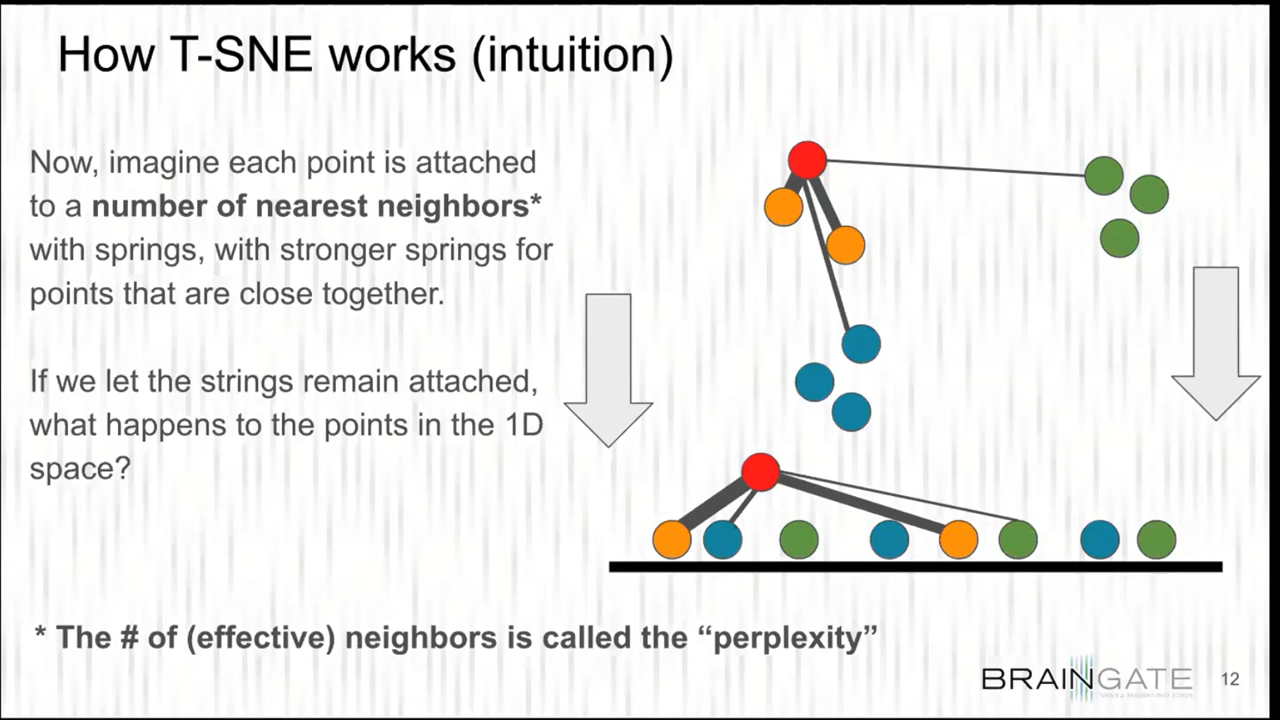 How T-SNE works (intuition)
Now, imagine each point is attached
to a number of nearest neighbors*
with springs, with stronger springs for
points that are close together.
If we let the strings remain attached,
what happens to the points in the 1D
space?
* The # of (effective) neighbors is called the “perplexity”
BRAINGATE
12